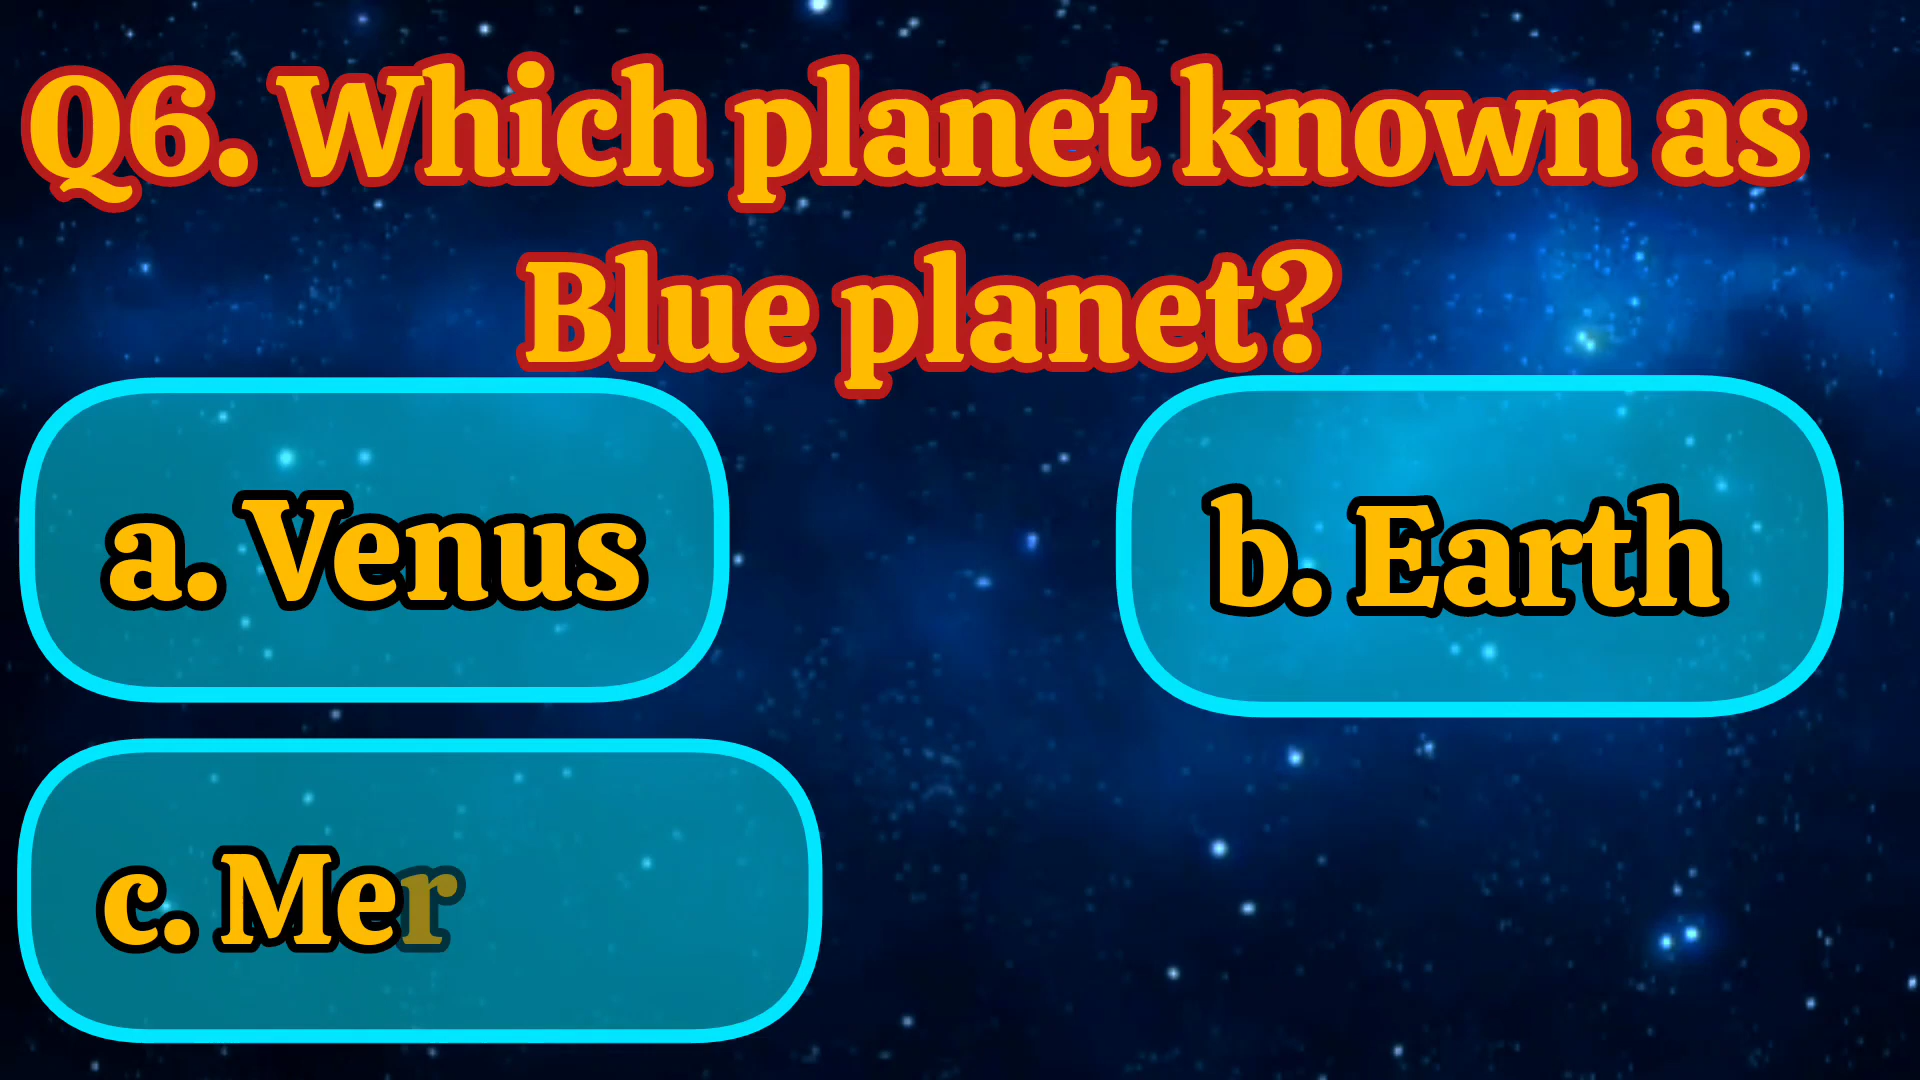 Q6. Which planet known as
Blue planet?
a. Venus
b. Earth
c. Mer